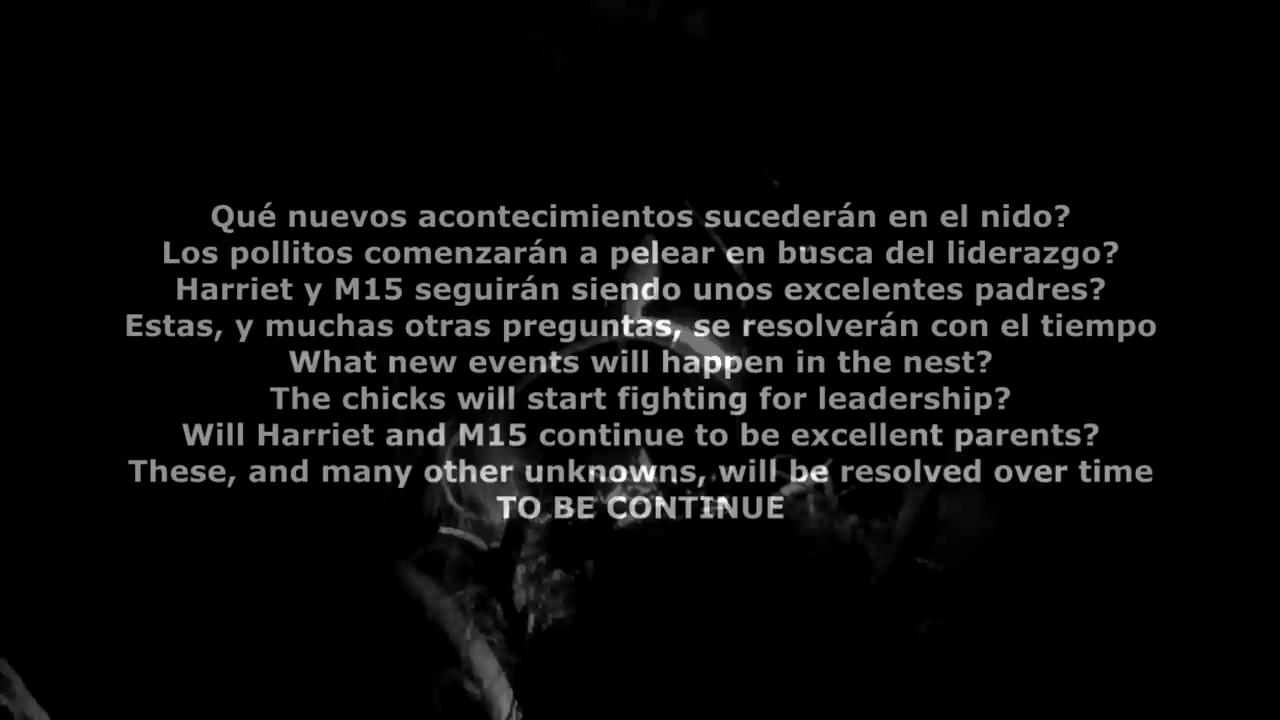 Qué nuevos acontecimientos sucederán en el nido?
Los pollitos comenzarán a pelear en busca del liderazgo?
Harriet y M15 seguirán siendo unos excelentes padres?
Estas, y muchas otras preguntas, se resolverán con el tiempo
What new events will happen in the nest?
The chicks will start fighting for leadership?
Will Harriet and M15 continue to be excellent parents?
These, and many other unknowns, will be resolved over time
TO BE CONTINUE